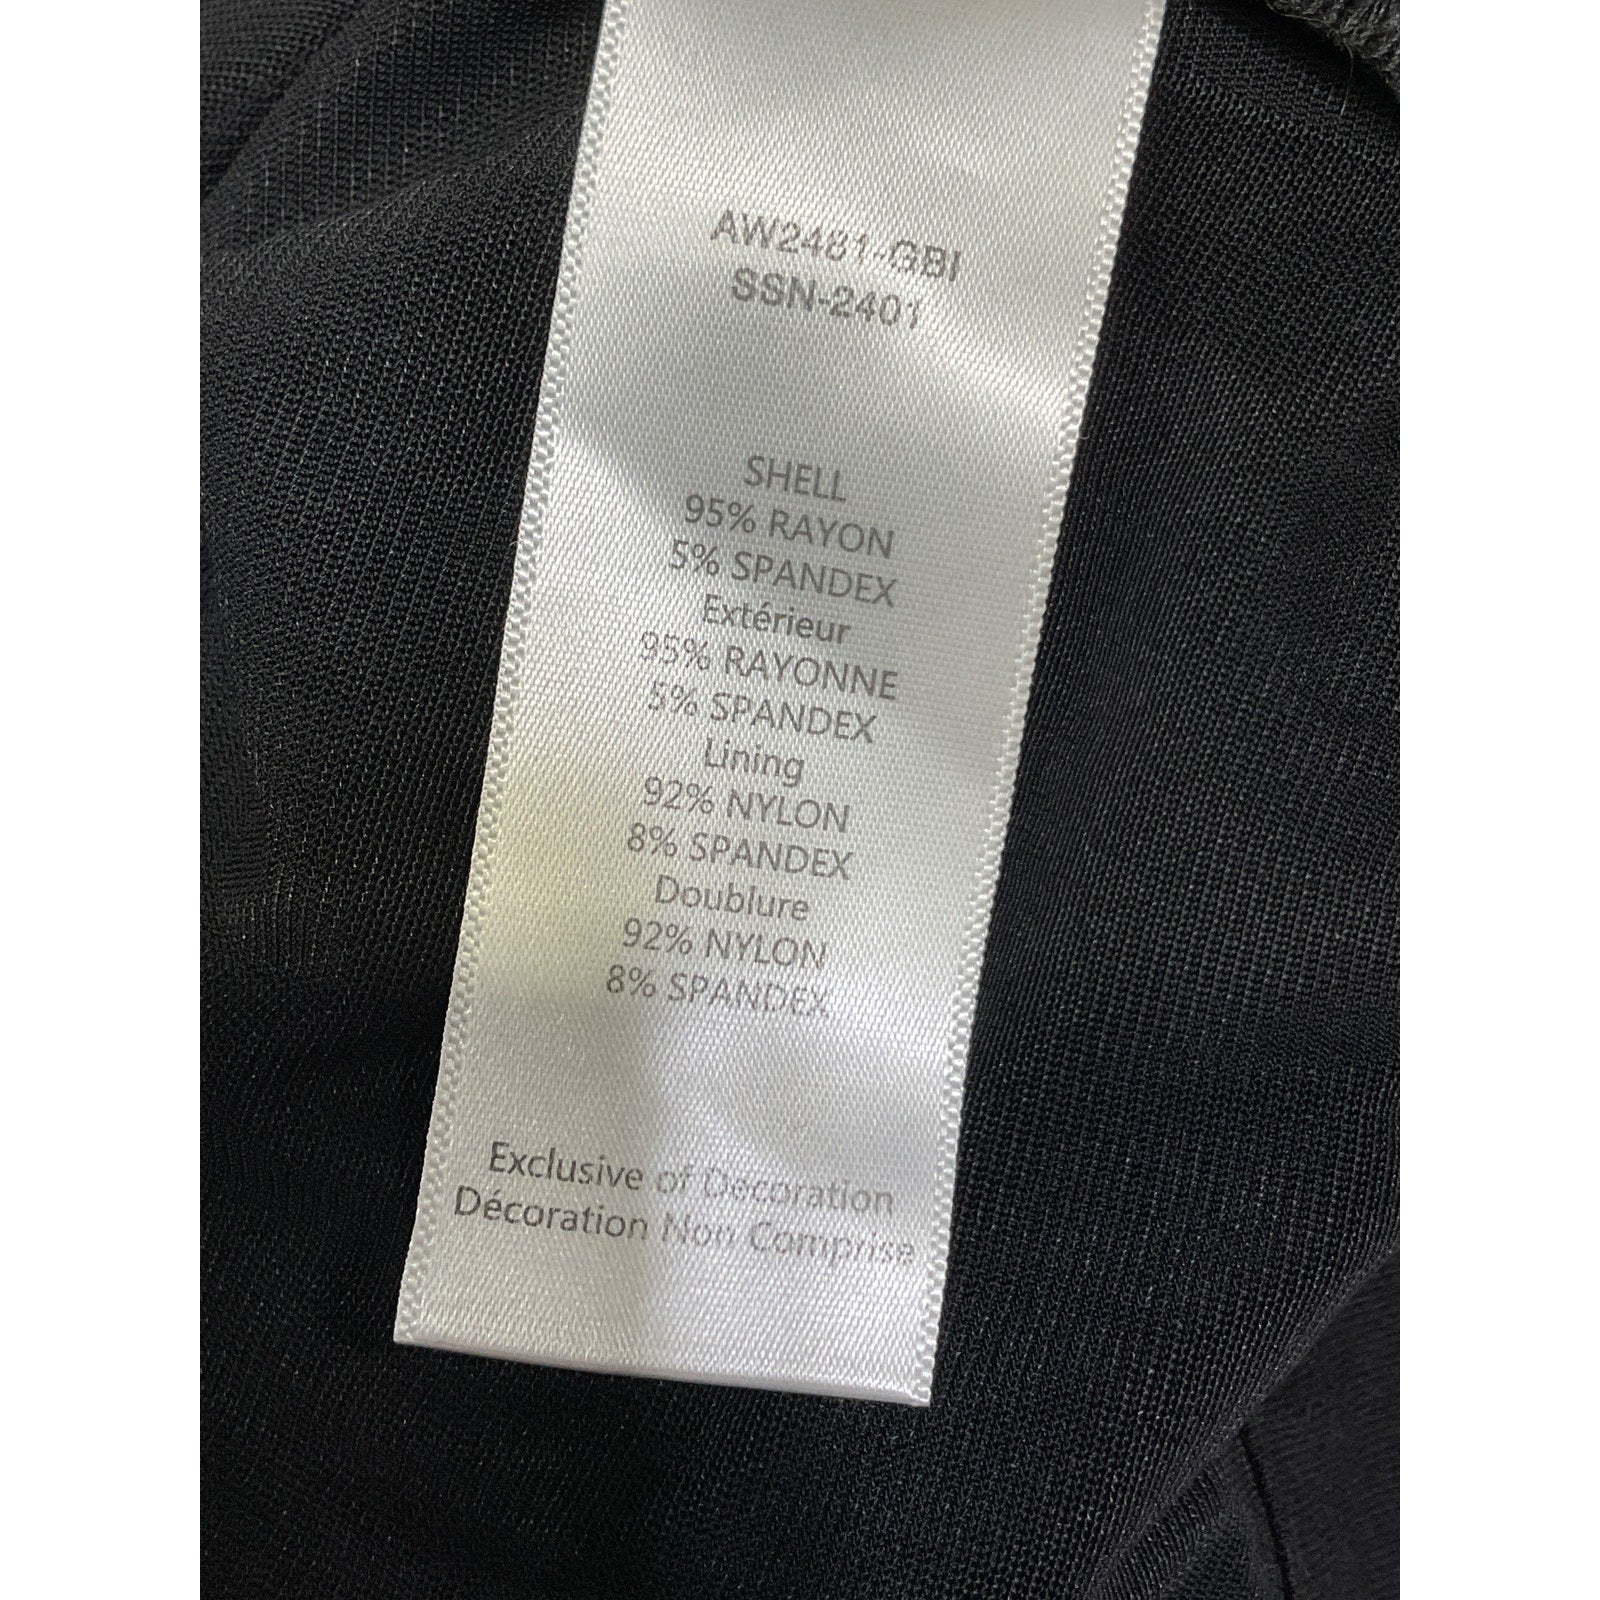 AW2481-GBI
SSN-2401
SHELL
95% RAYON
5% SPANDEX
Extérieur
95% RAYONNE
5% SPANDEX
Lining
92% NYLON
8% SPANDEX
Doublure
92% NYLON
8% SPANDEX
Exclusive of Decoration
Décoration Non Comprise